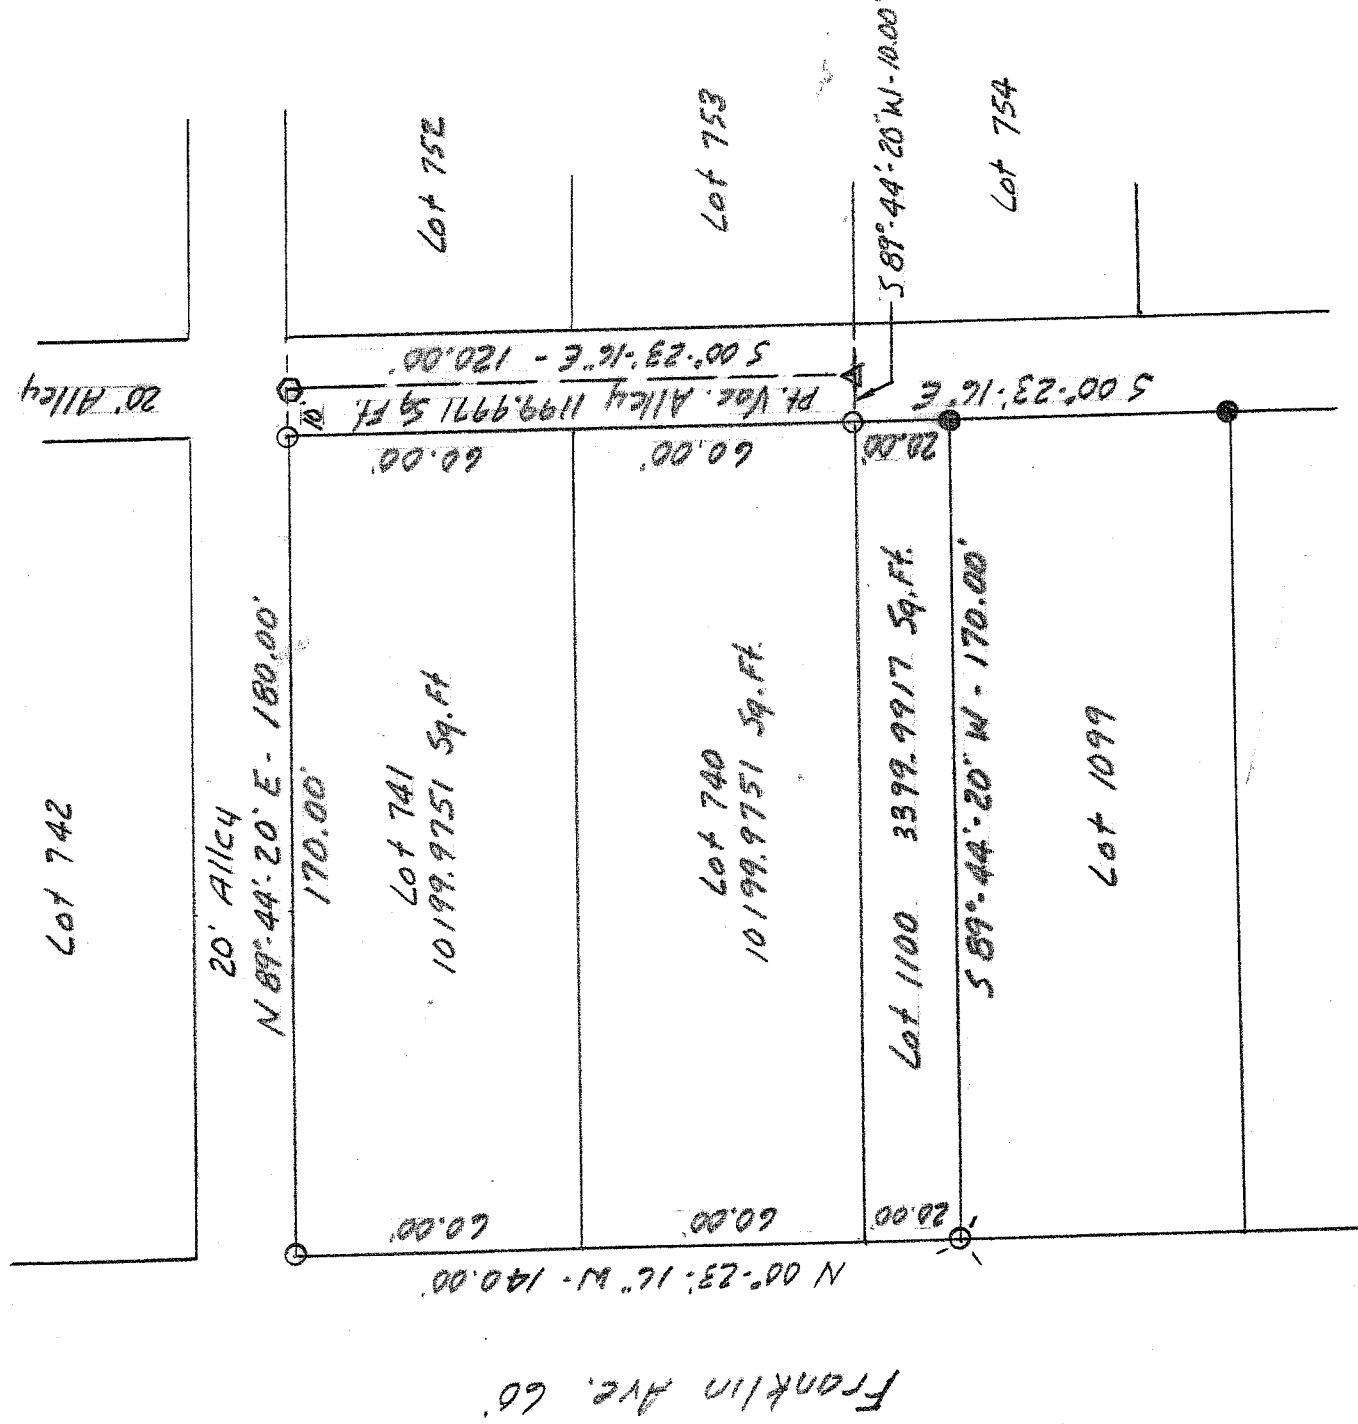 20' Alley
Lot 752
Lot 753
S 89°-44'-20" W - 10.00'
Lot 754
S 00°-23'-16" E - 120.00'
Pt. Vac. Alley 1199.9971 Sq Ft.
10'
S 00°-23'-16" E
60.00'
60.00'
20.00'
Lot 742
20' Alley
N 89°-44'-20" E - 180.00'
170.00'
Lot 741
10199.9751 Sq.Ft
Lot 740
10199.9751 Sq.Ft.
Lot 1100 3399.9917 Sq.Ft.
S 89°-44'-20" W - 170.00'
Lot 1099
60.00'
60.00'
20.00'
N 00°-23'-16" W - 140.00'
Franklin Ave. 60'